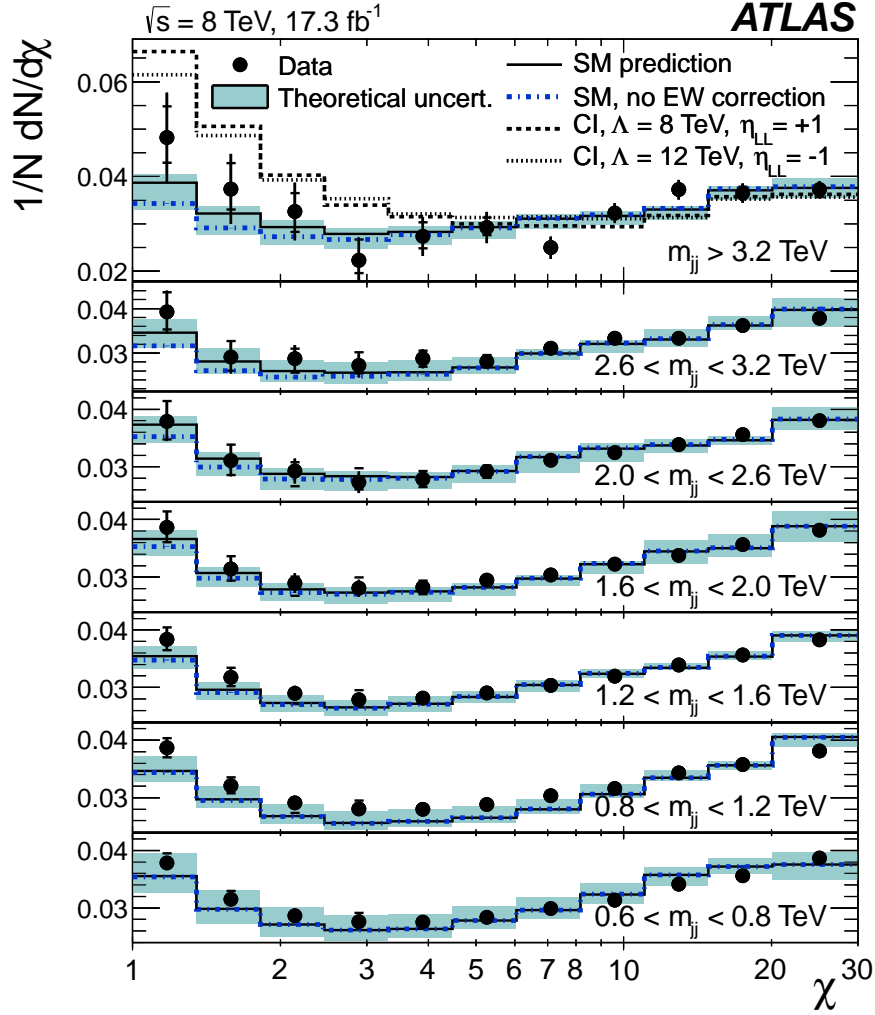 √s = 8 TeV, 17.3 fb⁻¹ ATLAS
1/N dN/dχ
Data
Theoretical uncert.
SM prediction
SM, no EW correction
CI, Λ = 8 TeV, η_LL = +1
CI, Λ = 12 TeV, η_LL = -1
0.06
0.04
0.02
m_jj > 3.2 TeV
0.04
0.03
2.6 < m_jj < 3.2 TeV
0.04
0.03
2.0 < m_jj < 2.6 TeV
0.04
0.03
1.6 < m_jj < 2.0 TeV
0.04
0.03
1.2 < m_jj < 1.6 TeV
0.04
0.03
0.8 < m_jj < 1.2 TeV
0.04
0.03
0.6 < m_jj < 0.8 TeV
1 2 3 4 5 6 7 8 10 20 30
χ